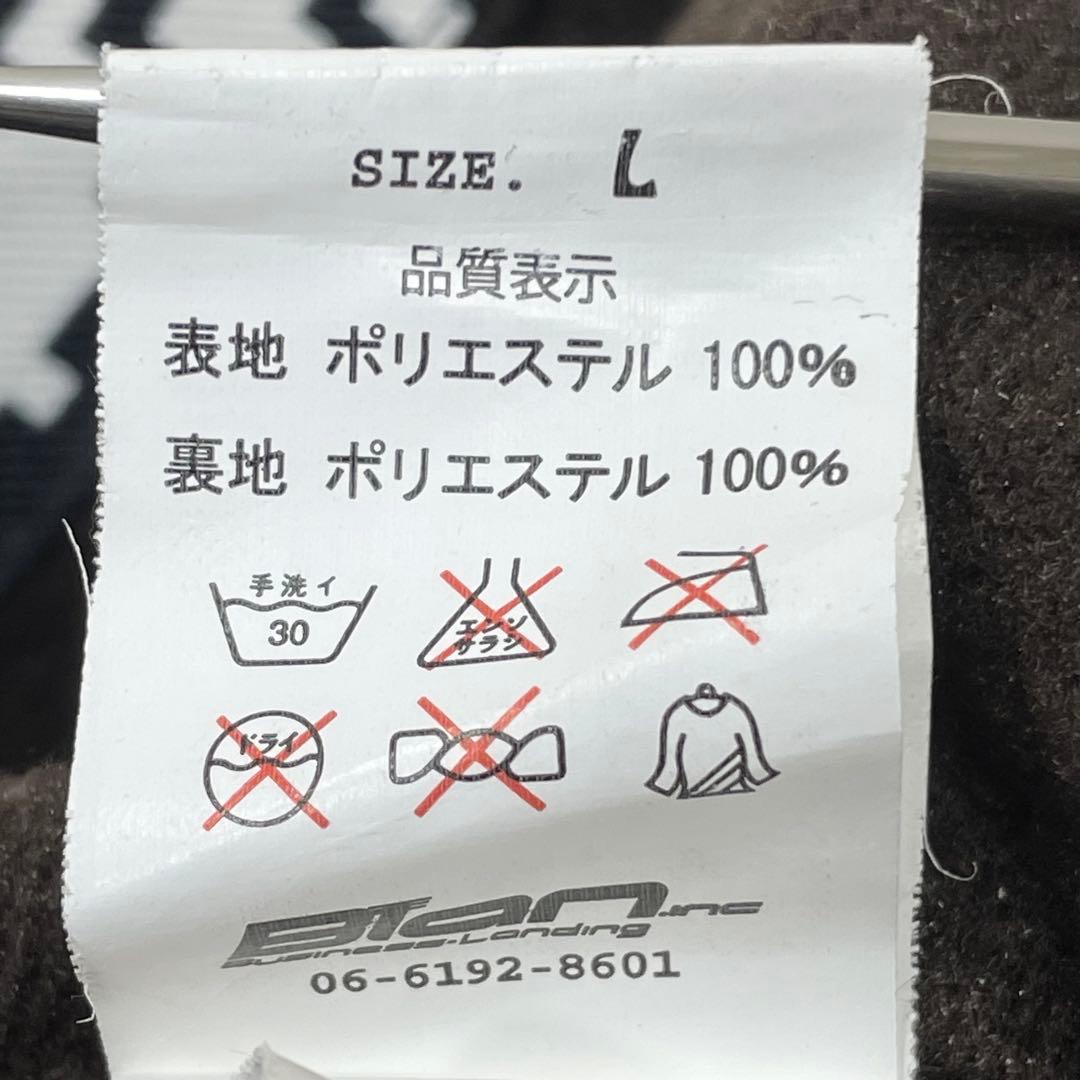 SIZE. L
品質表示
表地 ポリエステル 100%
裏地 ポリエステル 100%
手洗イ
30
エンソ
サラシ
ドライ
Business-Landing
06-6192-8601